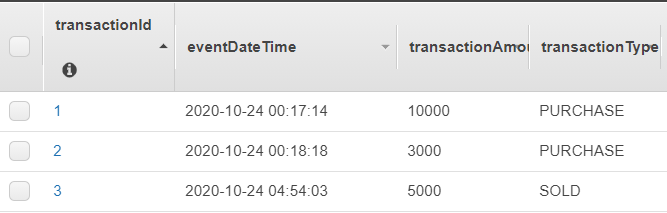 transactionId
eventDateTime
transactionAmou
transactionType
1 2020-10-24 00:17:14 10000 PURCHASE
2 2020-10-24 00:18:18 3000 PURCHASE
3 2020-10-24 04:54:03 5000 SOLD